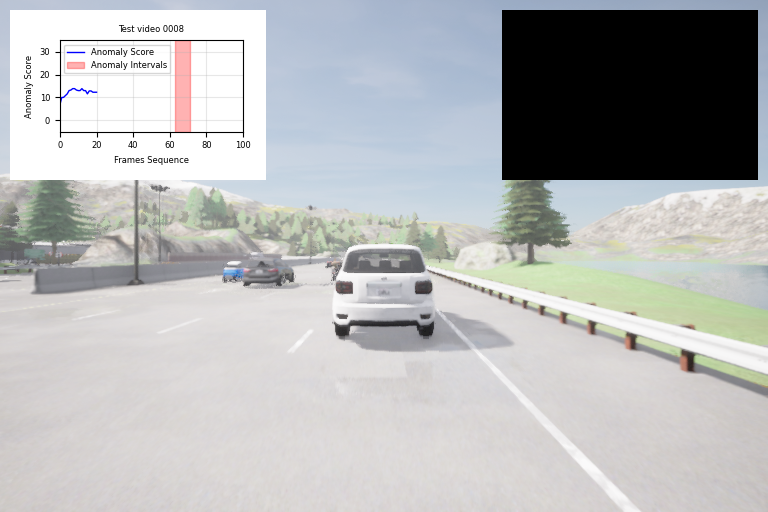 Test video 0008
Anomaly Score
Anomaly Intervals
Anomaly Score
30
20
10
0
0 20 40 60 80 100
Frames Sequence